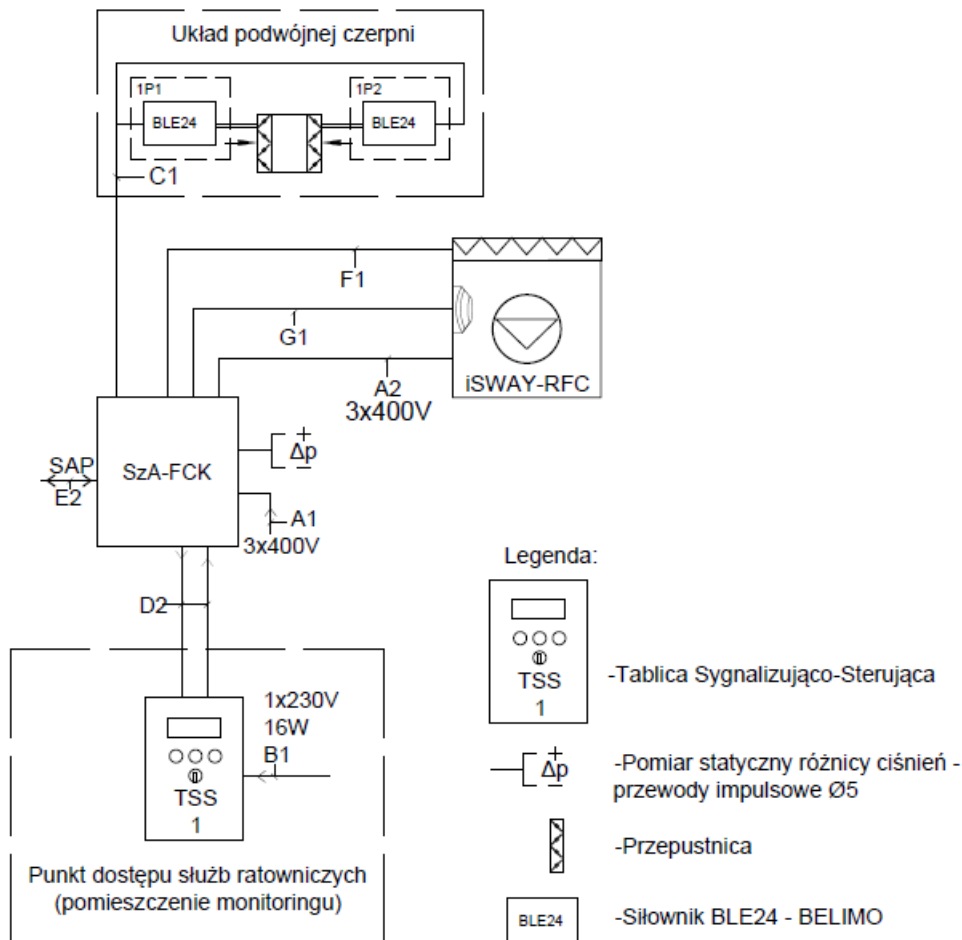 Układ podwójnej czerpni
1P1
1P2
BLE24
BLE24
C1
F1
G1
iSWAY-RFC
A2
3x400V
SAP
E2
SzA-FCK
+
Δp
A1
3x400V
D2
1x230V
16W
B1
TSS
1
Punkt dostępu służb ratowniczych
(pomieszczenie monitoringu)
Legenda:
TSS
1
-Tablica Sygnalizująco-Sterująca
+
Δp
-Pomiar statyczny różnicy ciśnień -
przewody impulsowe Ø5
-Przepustnica
BLE24
-Siłownik BLE24 - BELIMO